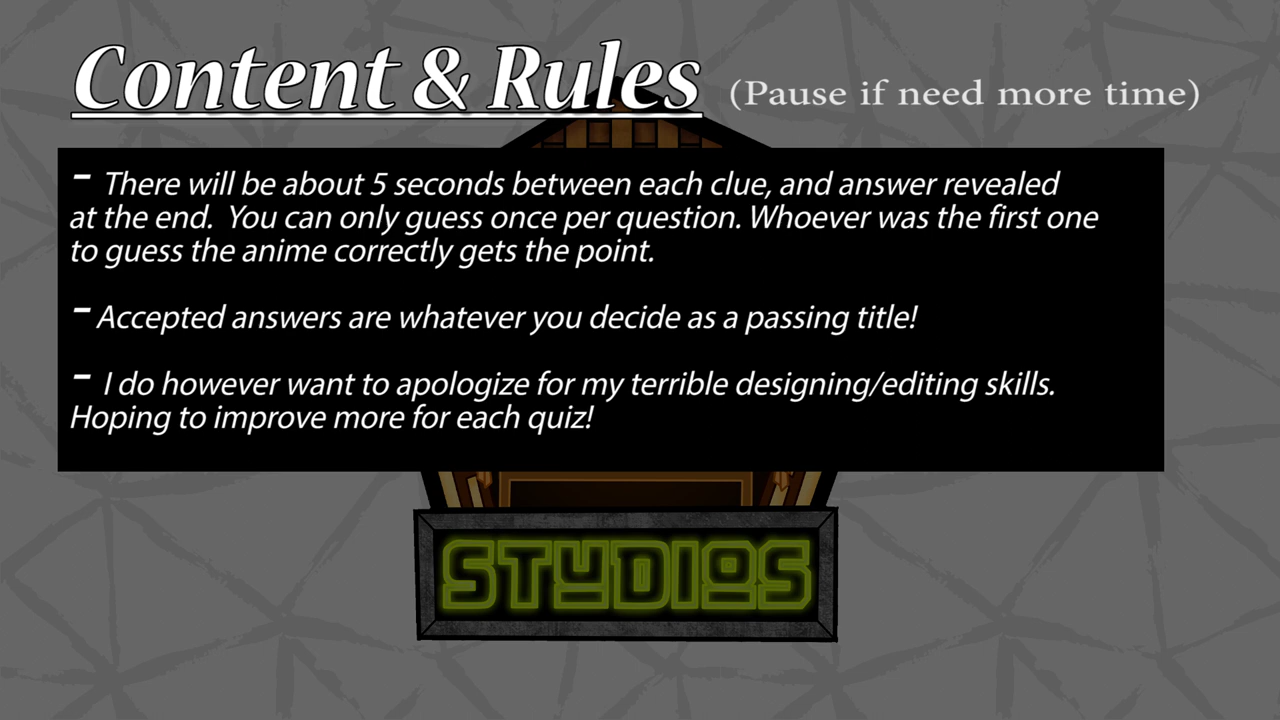 Content & Rules (Pause if need more time)
- There will be about 5 seconds between each clue, and answer revealed
at the end. You can only guess once per question. Whoever was the first one
to guess the anime correctly gets the point.
- Accepted answers are whatever you decide as a passing title!
- I do however want to apologize for my terrible designing/editing skills.
Hoping to improve more for each quiz!
STUDIOS